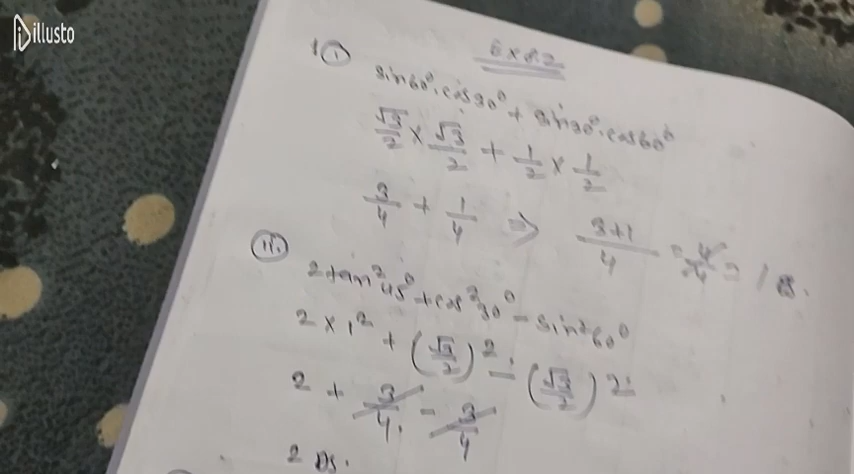 illusto
Ex 8.2
1 (i) sin60°.cos30° + sin30°.cos60°
√3/2 × √3/2 + 1/2 × 1/2
3/4 + 1/4 ⇒ (3+1)/4 = 4/4 = 1
(ii) 2tan²45° + cos²30° - sin²60°
2 × 1² + (√3/2)² - (√3/2)²
2 + 3/4 - 3/4
2